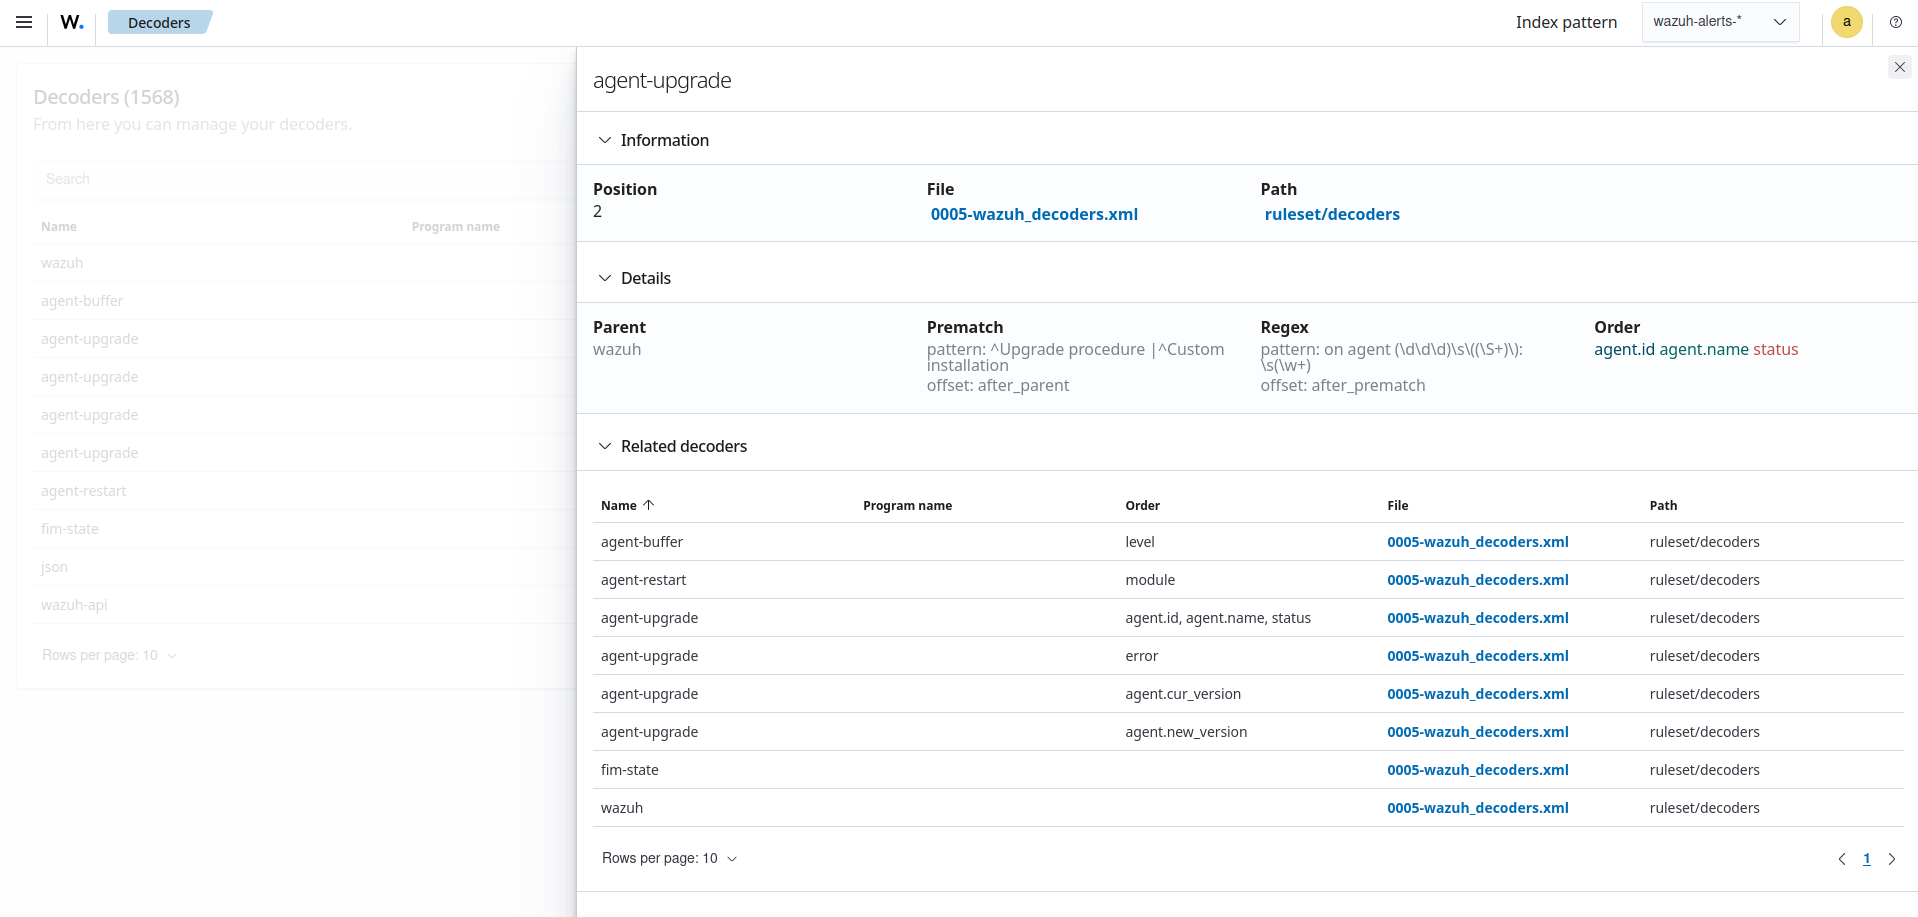 W.
Decoders
Index pattern
wazuh-alerts-*
a
Decoders (1568)
From here you can manage your decoders.
Search
Name Program name
wazuh
agent-buffer
agent-upgrade
agent-upgrade
agent-upgrade
agent-upgrade
agent-restart
fim-state
json
wazuh-api
Rows per page: 10
agent-upgrade
Information
Position File Path
2 0005-wazuh_decoders.xml ruleset/decoders
Details
Parent Prematch Regex Order
wazuh pattern: ^Upgrade procedure |^Custom pattern: on agent (\d\d\d)\s\((\S+)\): agent.id agent.name status
installation \s(\w+)
offset: after_parent offset: after_prematch
Related decoders
Name Program name Order File Path
agent-buffer level 0005-wazuh_decoders.xml ruleset/decoders
agent-restart module 0005-wazuh_decoders.xml ruleset/decoders
agent-upgrade agent.id, agent.name, status 0005-wazuh_decoders.xml ruleset/decoders
agent-upgrade error 0005-wazuh_decoders.xml ruleset/decoders
agent-upgrade agent.cur_version 0005-wazuh_decoders.xml ruleset/decoders
agent-upgrade agent.new_version 0005-wazuh_decoders.xml ruleset/decoders
fim-state 0005-wazuh_decoders.xml ruleset/decoders
wazuh 0005-wazuh_decoders.xml ruleset/decoders
Rows per page: 10
1